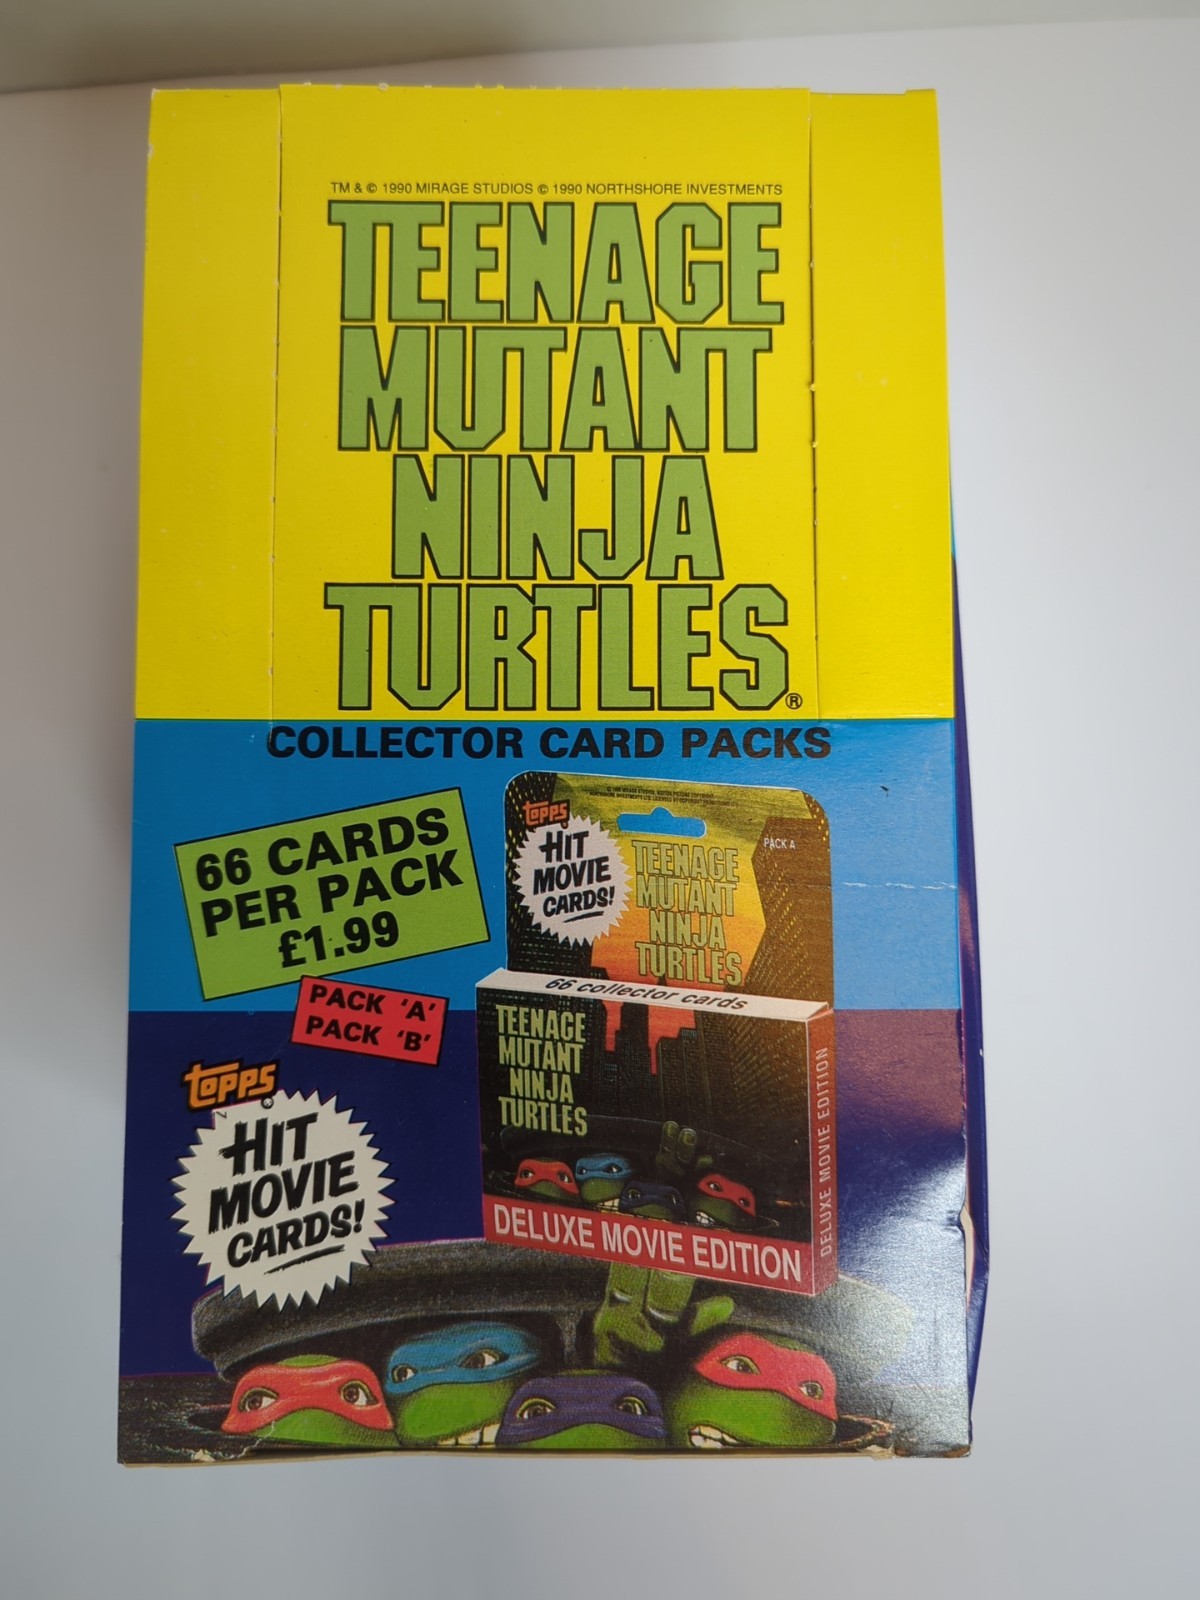 TM & © 1990 MIRAGE STUDIOS © 1990 NORTHSHORE INVESTMENTS
TEENAGE
MUTANT
NINJA
TURTLES®
COLLECTOR CARD PACKS
66 CARDS
PER PACK
£1.99
PACK 'A'
PACK 'B'
topps
HIT
MOVIE
CARDS!
topps
HIT
MOVIE
CARDS!
PACK A
TEENAGE
MUTANT
NINJA
TURTLES
66 collector cards
TEENAGE
MUTANT
NINJA
TURTLES
DELUXE MOVIE EDITION
DELUXE MOVIE EDITION